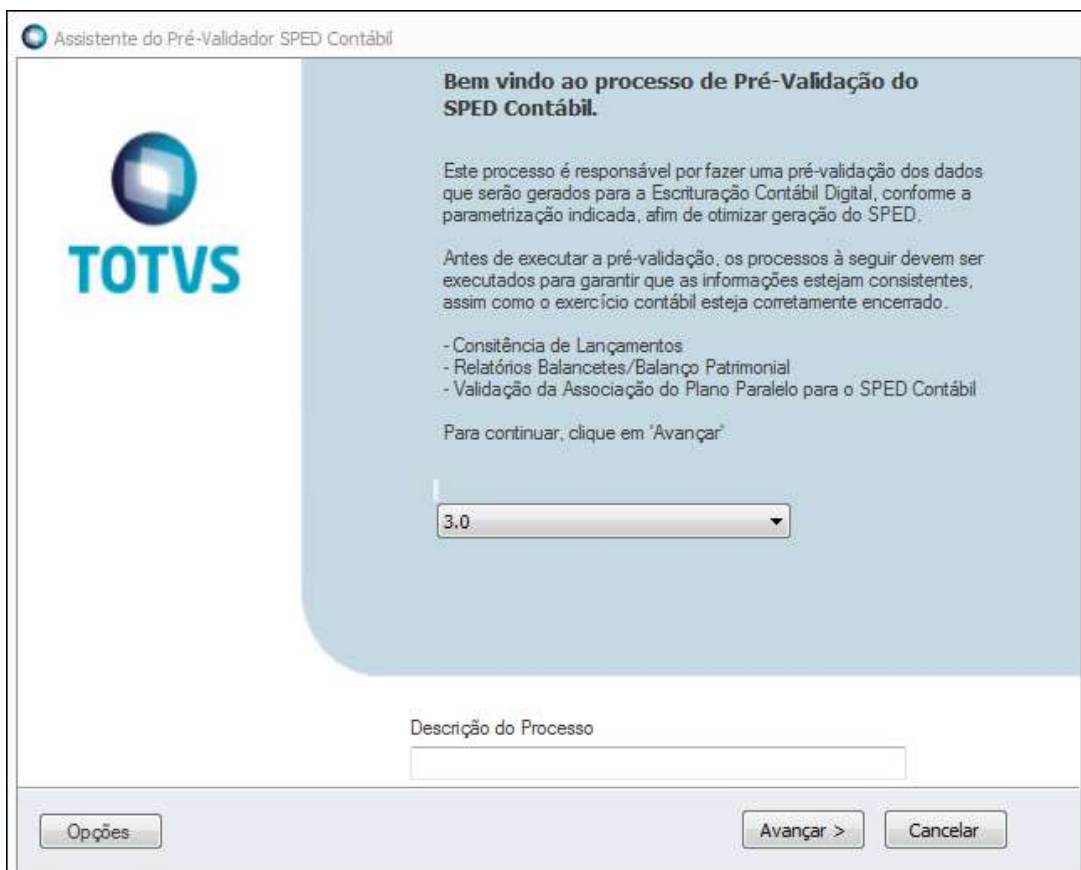 Assistente do Pré-Validador SPED Contábil
TOTVS
Bem vindo ao processo de Pré-Validação do
SPED Contábil.
Este processo é responsável por fazer uma pré-validação dos dados
que serão gerados para a Escrituração Contábil Digital, conforme a
parametrização indicada, afim de otimizar geração do SPED.
Antes de executar a pré-validação, os processos à seguir devem ser
executados para garantir que as informações estejam consistentes,
assim como o exercício contábil esteja corretamente encerrado.
- Consitência de Lançamentos
- Relatórios Balancetes/Balanço Patrimonial
- Validação da Associação do Plano Paralelo para o SPED Contábil
Para continuar, clique em 'Avançar'
3.0
Descrição do Processo
Opções
Avançar >
Cancelar